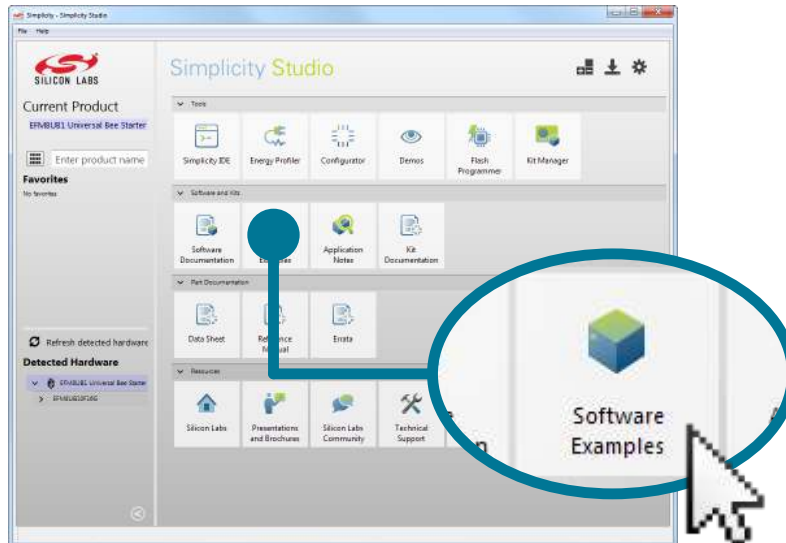 Simplicity - Simplicity Studio
File Help
SILICON LABS
Simplicity Studio
Current Product
EFM8UB1 Universal Bee Starter
Enter product name
Favorites
No favorites
Tools
Simplicity IDE
Energy Profiler
Configurator
Demos
Flash
Programmer
Kit Manager
Software and Kits
Software
Documentation
Application
Notes
Kit
Documentation
Part Documentation
Data Sheet
Errata
Resources
Silicon Labs
Presentations
and Brochures
Silicon Labs
Community
Technical
Support
Refresh detected hardware
Detected Hardware
EFM8UB1 Universal Bee Starter
Software
Examples